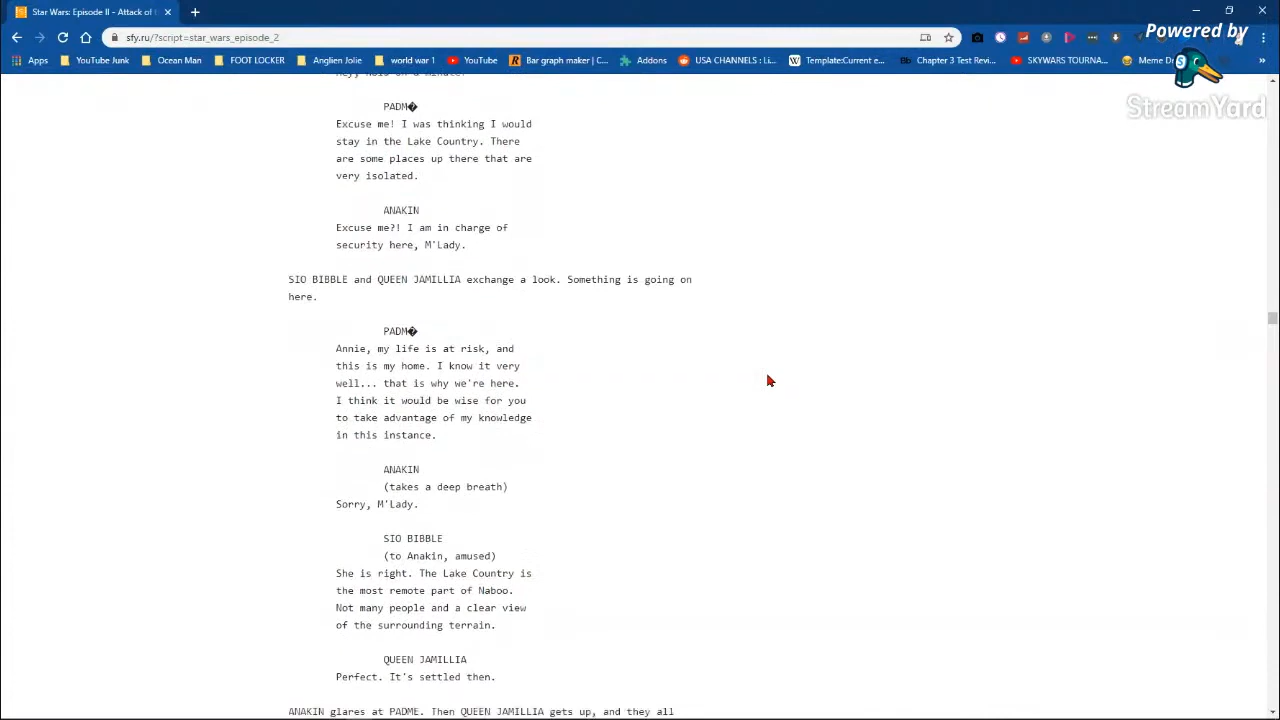 Star Wars: Episode II - Attack of t
Powered by
sfy.ru/?script=star_wars_episode_2
Apps YouTube Junk Ocean Man FOOT LOCKER Anglien Jolie world war 1 YouTube Bar graph maker | C... Addons USA CHANNELS : Li... Template:Current e... Chapter 3 Test Revi... SKYWARS TOURNA... Meme De
StreamYard
PADM�
Excuse me! I was thinking I would
stay in the Lake Country. There
are some places up there that are
very isolated.
ANAKIN
Excuse me?! I am in charge of
security here, M'Lady.
SIO BIBBLE and QUEEN JAMILLIA exchange a look. Something is going on
here.
PADM�
Annie, my life is at risk, and
this is my home. I know it very
well... that is why we're here.
I think it would be wise for you
to take advantage of my knowledge
in this instance.
ANAKIN
(takes a deep breath)
Sorry, M'Lady.
SIO BIBBLE
(to Anakin, amused)
She is right. The Lake Country is
the most remote part of Naboo.
Not many people and a clear view
of the surrounding terrain.
QUEEN JAMILLIA
Perfect. It's settled then.
ANAKIN glares at PADME. Then QUEEN JAMILLIA gets up, and they all